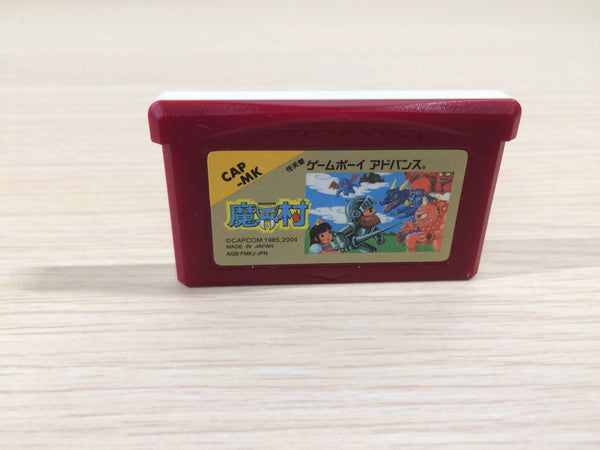 CAP
-MK
任天堂
ゲームボーイ アドバンス®
魔界村
©CAPCOM 1985,2004
MADE IN JAPAN
AGB-FMKJ-JPN